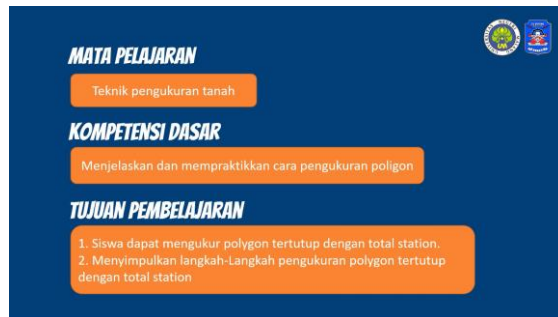 MATA PELAJARAN
Teknik pengukuran tanah
KOMPETENSI DASAR
Menjelaskan dan mempraktikkan cara pengukuran poligon
TUJUAN PEMBELAJARAN
1. Siswa dapat mengukur polygon tertutup dengan total station.
2. Menyimpulkan langkah-Langkah pengukuran polygon tertutup
dengan total station